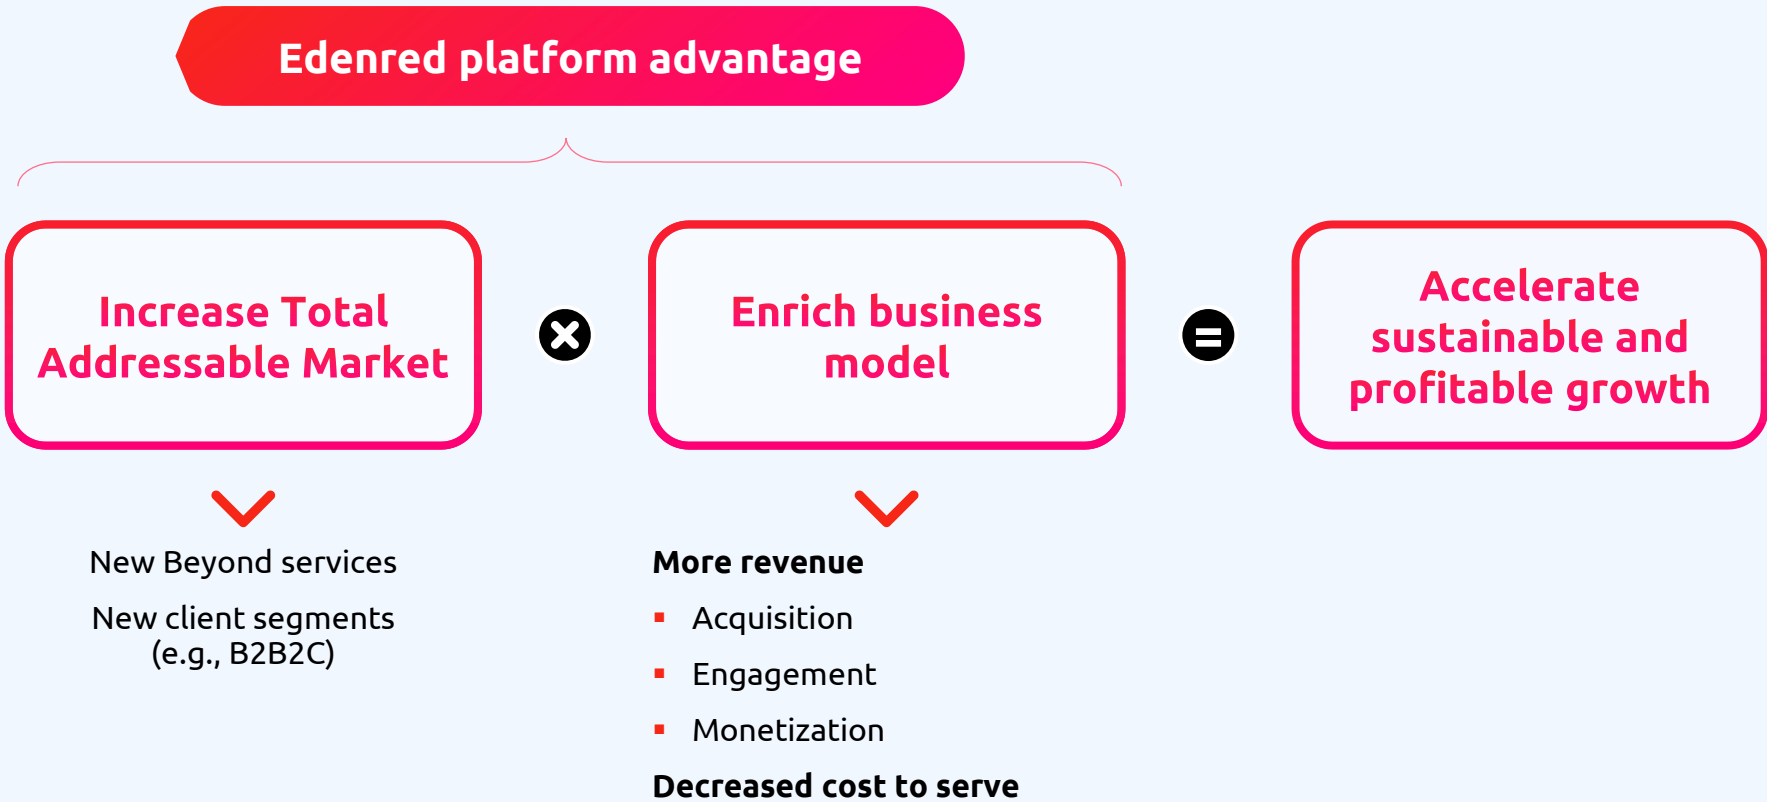 Edenred platform advantage
Increase Total
Addressable Market
Enrich business
model
Accelerate
sustainable and
profitable growth
New Beyond services
New client segments
(e.g., B2B2C)
More revenue
▪ Acquisition
▪ Engagement
▪ Monetization
Decreased cost to serve